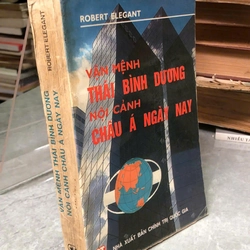 ROBERT ELEGANT
VẬN MỆNH
THÁI BÌNH DƯƠNG
NỘI CẢNH
CHÂU Á NGÀY NAY
NHÀ XUẤT BẢN CHÍNH TRỊ QUỐC GIA
ROBERT ELEGANT
VẬN MỆNH THÁI BÌNH DƯƠNG
NỘI CẢNH CHÂU Á NGÀY NAY